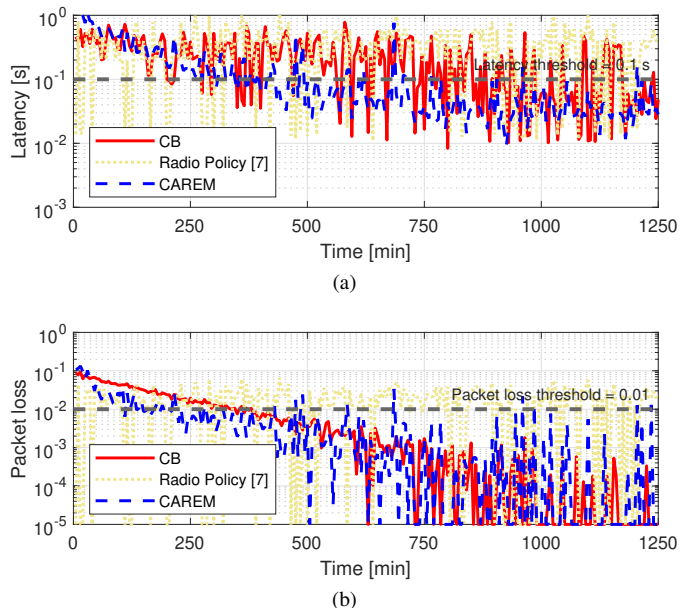 10^0
10^-1
10^-2
10^-3
Latency [s]
Latency threshold = 0.1 s
CB
Radio Policy [7]
CAREM
0 250 500 750 1000 1250
Time [min]
(a)
10^0
10^-1
10^-2
10^-3
10^-4
10^-5
Packet loss
Packet loss threshold = 0.01
CB
Radio Policy [7]
CAREM
0 250 500 750 1000 1250
Time [min]
(b)